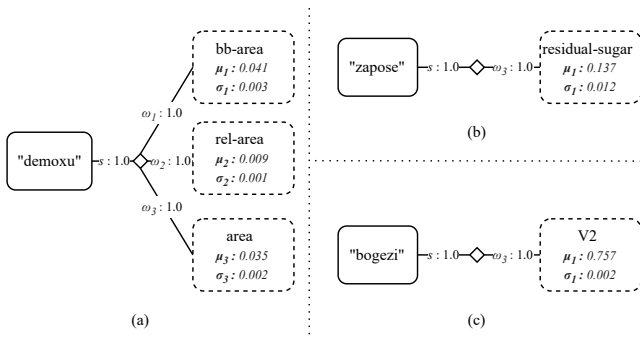 bb-area
μ₁ : 0.041
σ₁ : 0.003
ω₁ : 1.0
"demoxu"
s : 1.0
ω₂ : 1.0
rel-area
μ₂ : 0.009
σ₂ : 0.001
ω₃ : 1.0
area
μ₃ : 0.035
σ₃ : 0.002
(a)
"zapose"
s : 1.0
ω₃ : 1.0
residual-sugar
μ₁ : 0.137
σ₁ : 0.012
(b)
"bogezi"
s : 1.0
ω₃ : 1.0
V2
μ₁ : 0.757
σ₁ : 0.002
(c)